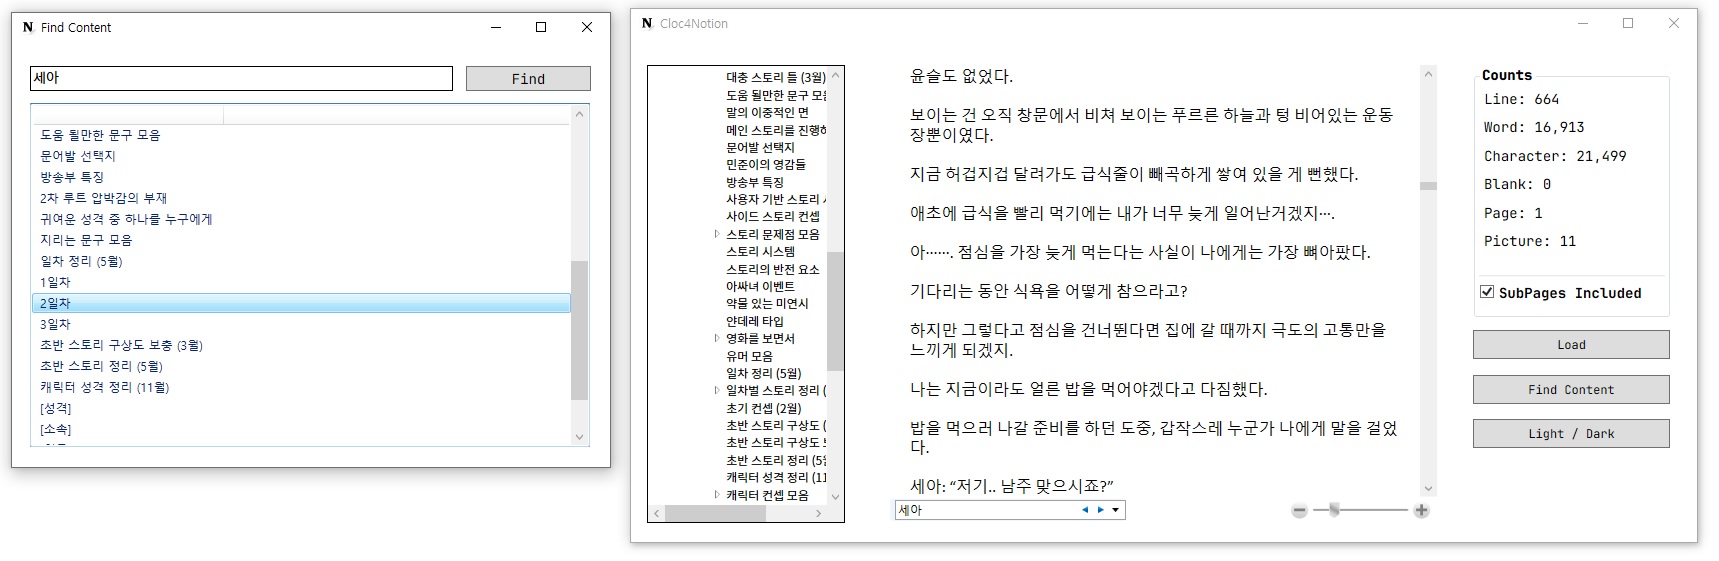 Find Content
세아
Find
도움 될만한 문구 모음
문어발 선택지
방송부 특징
2차 루트 압박감의 부재
귀여운 성격 중 하나를 누구에게
지리는 문구 모음
일차 정리 (5월)
1일차
2일차
3일차
초반 스토리 구상도 보충 (3월)
초반 스토리 정리 (5월)
캐릭터 성격 정리 (11월)
[성격]
[소속]
Cloc4Notion
대충 스토리 틀 (3월)
도움 될만한 문구 모음
말의 이중적인 면
메인 스토리를 진행하
문어발 선택지
민준이의 영감들
방송부 특징
사용자 기반 스토리
사이드 스토리 컨셉
스토리 문제점 모음
스토리 시스템
스토리의 반전 요소
아싸녀 이벤트
약물 있는 미연시
얀데레 타입
영화를 보면서
유머 모음
일차 정리 (5월)
일차별 스토리 정리 (
초기 컨셉 (2월)
초반 스토리 구상도 (
초반 스토리 구상도 보
초반 스토리 정리 (5월
캐릭터 성격 정리 (11
캐릭터 컨셉 모음
윤슬도 없었다.
보이는 건 오직 창문에서 비쳐 보이는 푸르른 하늘과 텅 비어있는 운동
장뿐이였다.
지금 허겁지겁 달려가도 급식줄이 빼곡하게 쌓여 있을 게 뻔했다.
애초에 급식을 빨리 먹기에는 내가 너무 늦게 일어난거겠지···.
아······. 점심을 가장 늦게 먹는다는 사실이 나에게는 가장 뼈아팠다.
기다리는 동안 식욕을 어떻게 참으라고?
하지만 그렇다고 점심을 건너뛴다면 집에 갈 때까지 극도의 고통만을
느끼게 되겠지.
나는 지금이라도 얼른 밥을 먹어야겠다고 다짐했다.
밥을 먹으러 나갈 준비를 하던 도중, 갑작스레 누군가 나에게 말을 걸었
다.
세아: “저기.. 남주 맞으시죠?”
세아
Counts
Line: 664
Word: 16,913
Character: 21,499
Blank: 0
Page: 1
Picture: 11
SubPages Included
Load
Find Content
Light / Dark